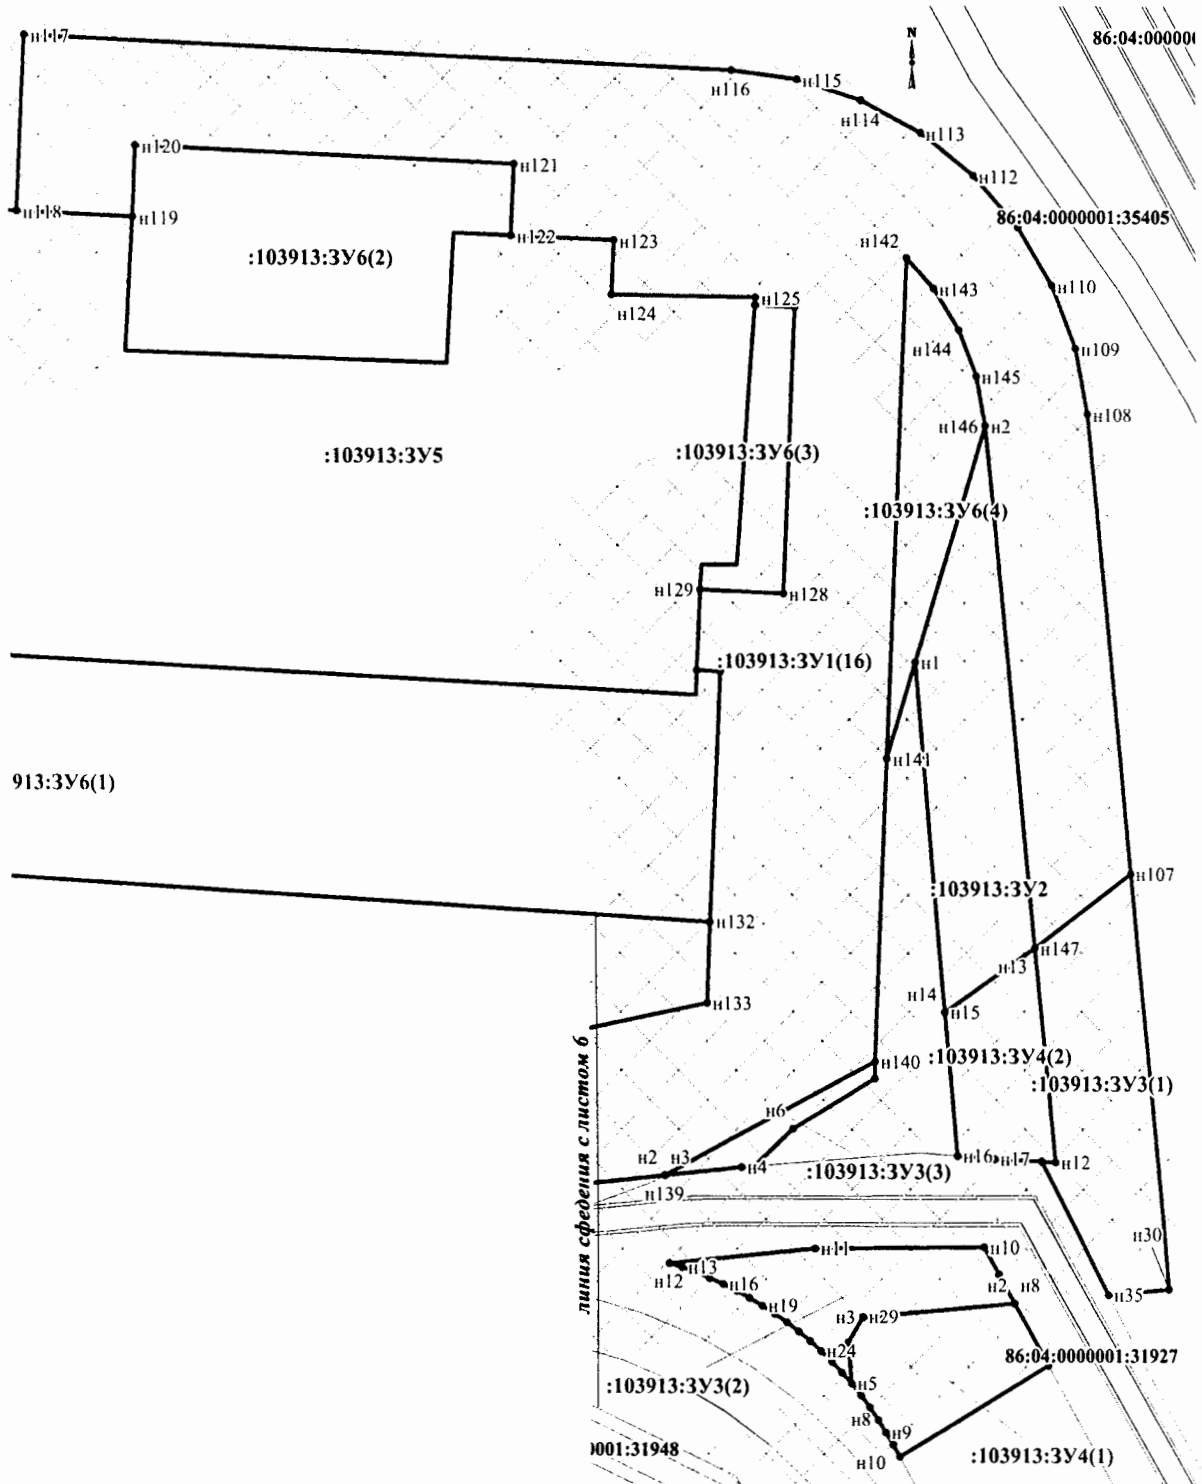 н117
N
86:04:00000
н116
н115
н114
н113
н120
н121
н112
н118
н119
86:04:0000001:35405
н122
н123
:103913:ЗУ6(2)
н142
н110
н143
н125
н124
н144
н109
н145
н108
н146
н2
:103913:ЗУ5
:103913:ЗУ6(3)
:103913:ЗУ6(4)
н129
н128
:103913:ЗУ1(16)
н1
н141
913:ЗУ6(1)
н107
:103913:ЗУ2
н132
н147
н13
н14
н133
н15
линия сфедения с листом 6
н140
:103913:ЗУ4(2)
:103913:ЗУ3(1)
н6
н2
н3
н4
н16
н17
н12
:103913:ЗУ3(3)
н139
н30
н11
н10
н13
н12
н16
н2
н8
н35
н19
н3
н29
н24
86:04:0000001:31927
:103913:ЗУ3(2)
н5
н8
н9
н10
0001:31948
:103913:ЗУ4(1)